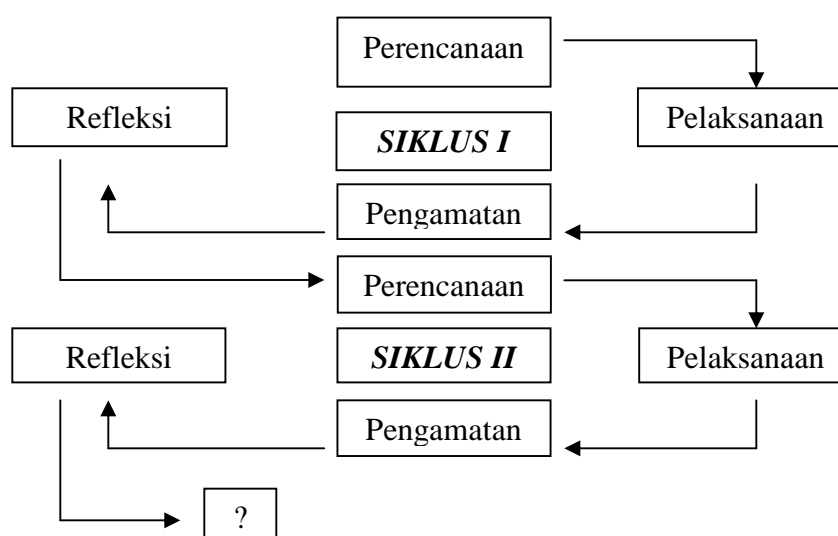 Perencanaan
Refleksi
Pelaksanaan
SIKLUS I
Pengamatan
Perencanaan
Refleksi
SIKLUS II
Pelaksanaan
Pengamatan
?